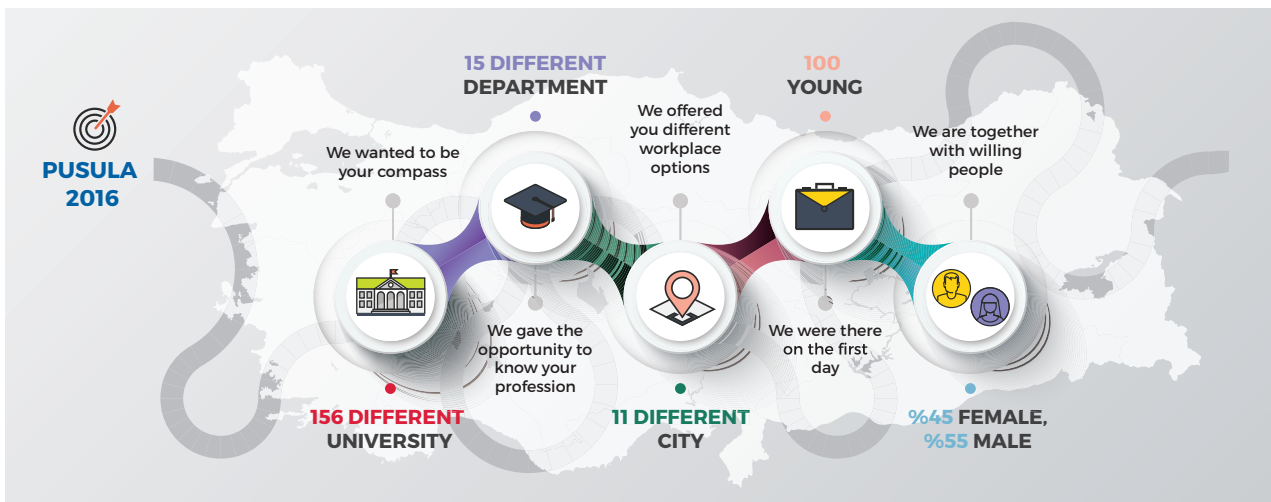 PUSULA
2016
We wanted to be
your compass
156 DIFFERENT
UNIVERSITY
15 DIFFERENT
DEPARTMENT
We gave the
opportunity to
know your
profession
We offered
you different
workplace
options
11 DIFFERENT
CITY
100
YOUNG
We were there
on the first
day
We are together
with willing
people
%45 FEMALE,
%55 MALE